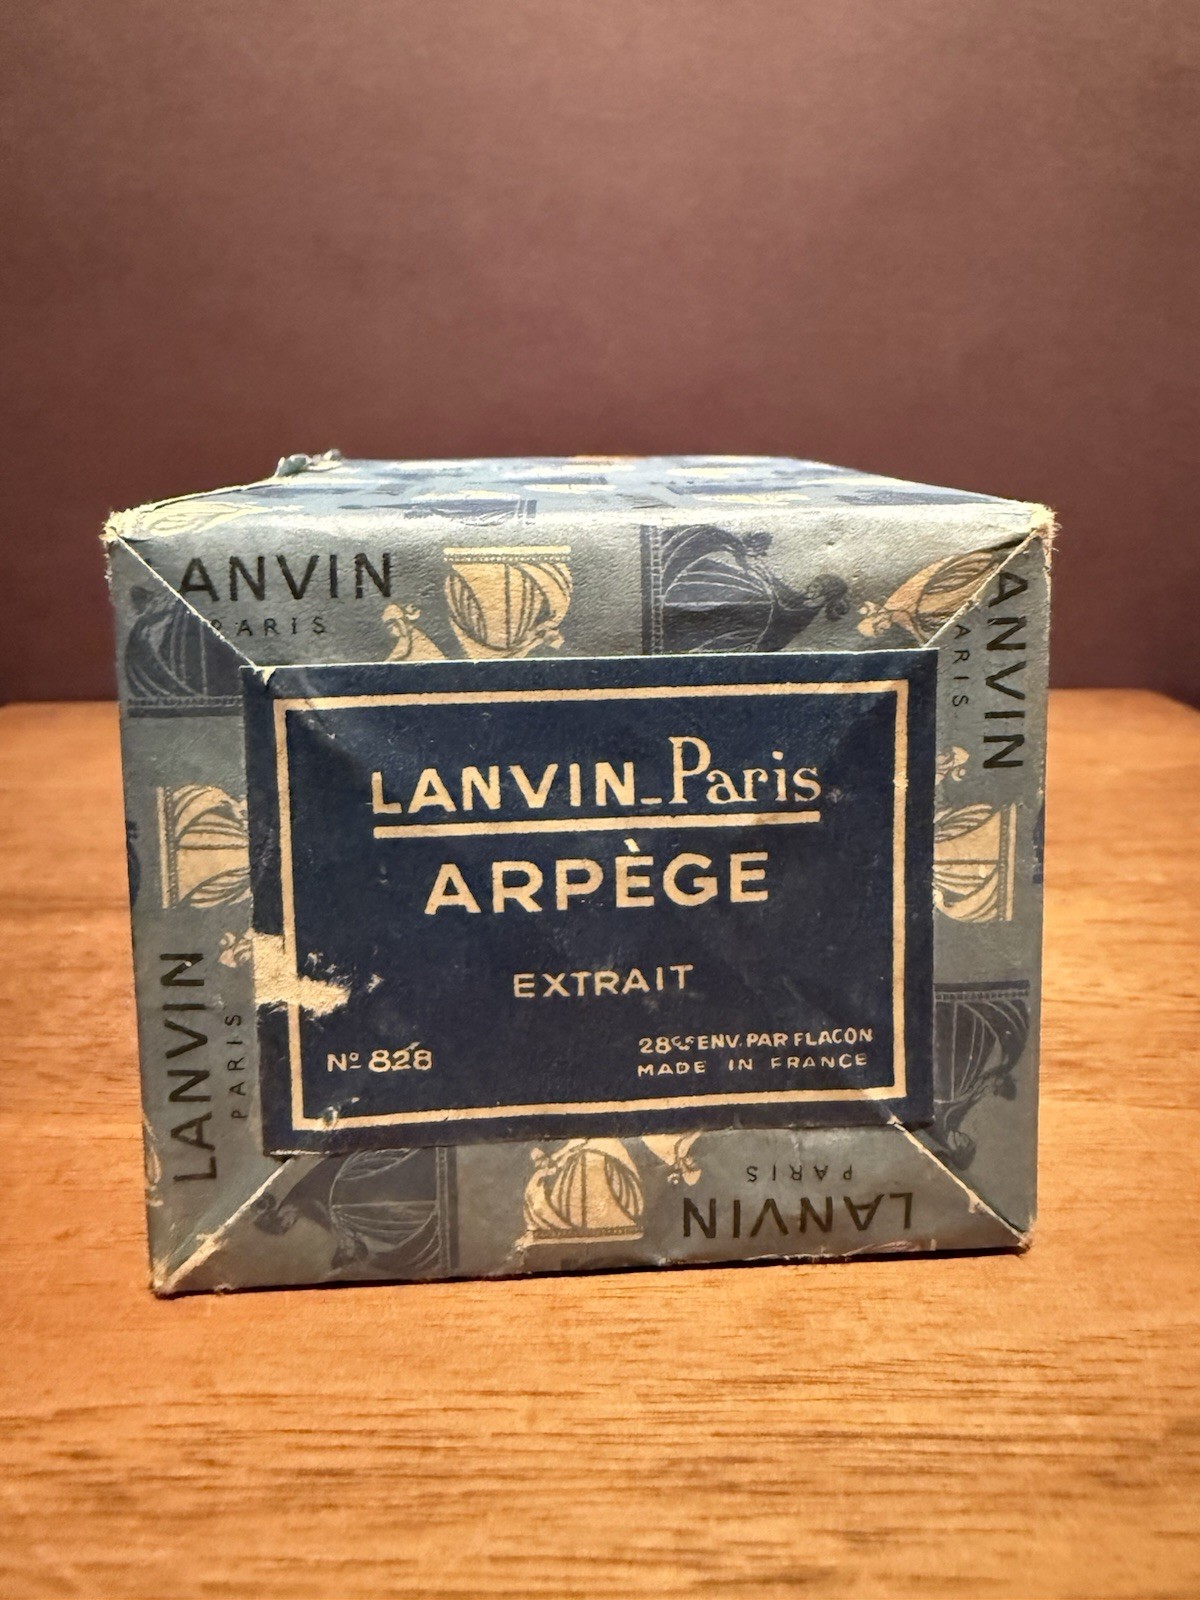 LANVIN
PARIS
LANVIN
PARIS
LANVIN_Paris
ARPÈGE
EXTRAIT
Nº 828
28CC ENV. PAR FLACON
MADE IN FRANCE
LANVIN
PARIS
LANVIN
PARIS